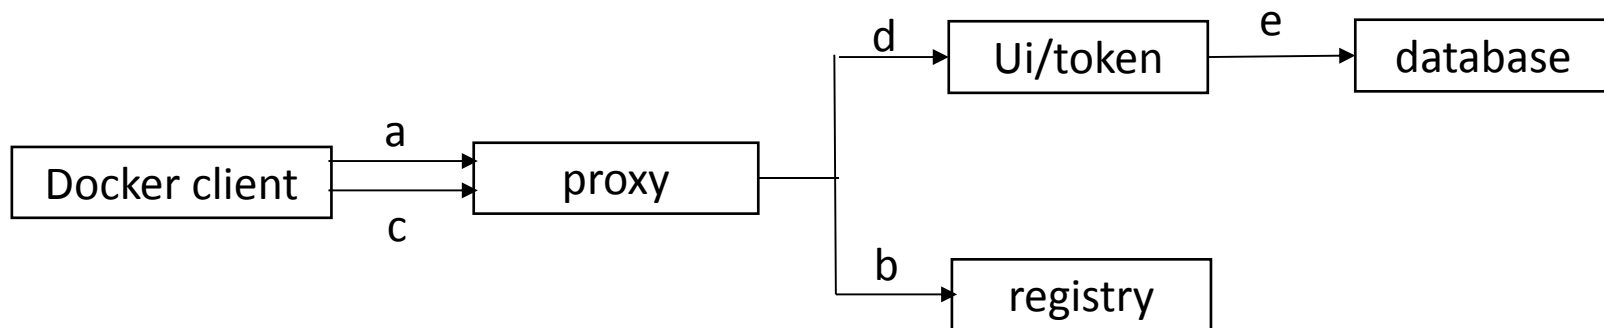 d
Ui/token
e
database
a
Docker client
proxy
c
b
registry